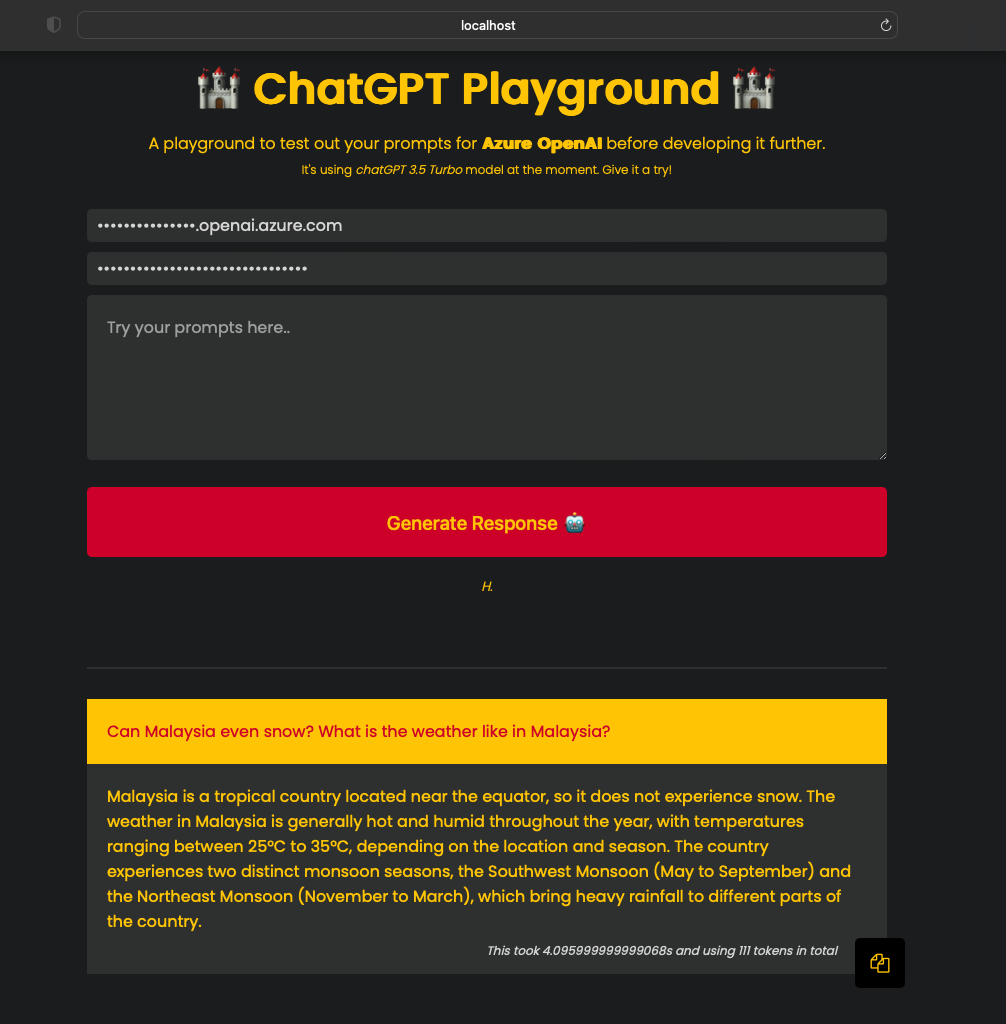 localhost
ChatGPT Playground
A playground to test out your prompts for Azure OpenAI before developing it further.
It's using chatGPT 3.5 Turbo model at the moment. Give it a try!
•••••••••••••••.openai.azure.com
••••••••••••••••••••••••••••••••
Try your prompts here..
Generate Response
H.
Can Malaysia even snow? What is the weather like in Malaysia?
Malaysia is a tropical country located near the equator, so it does not experience snow. The
weather in Malaysia is generally hot and humid throughout the year, with temperatures
ranging between 25°C to 35°C, depending on the location and season. The country
experiences two distinct monsoon seasons, the Southwest Monsoon (May to September) and
the Northeast Monsoon (November to March), which bring heavy rainfall to different parts of
the country.
This took 4.095999999999068s and using 111 tokens in total